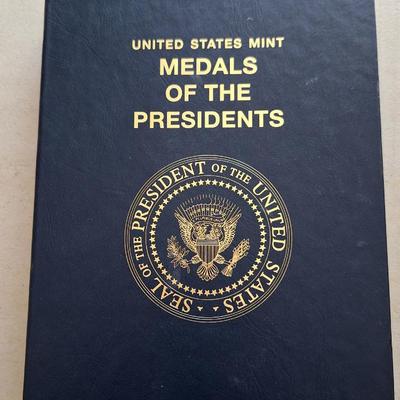 UNITED STATES MINT
MEDALS
OF THE
PRESIDENTS
SEAL OF THE PRESIDENT OF THE UNITED STATES